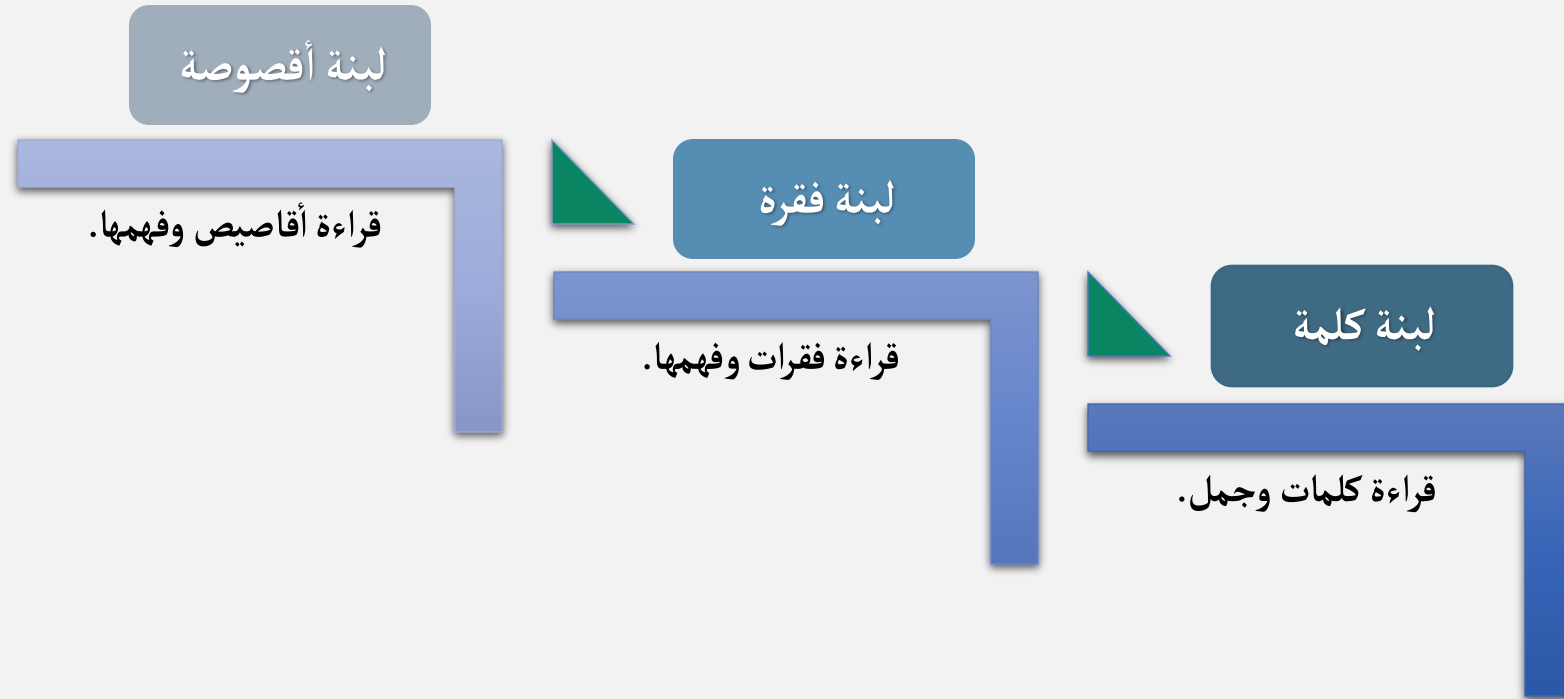 لبنة أقصوصة
قراءة أقاصيص وفهمها.
لبنة فقرة
قراءة فقرات وفهمها.
لبنة كلمة
قراءة كلمات وجمل.